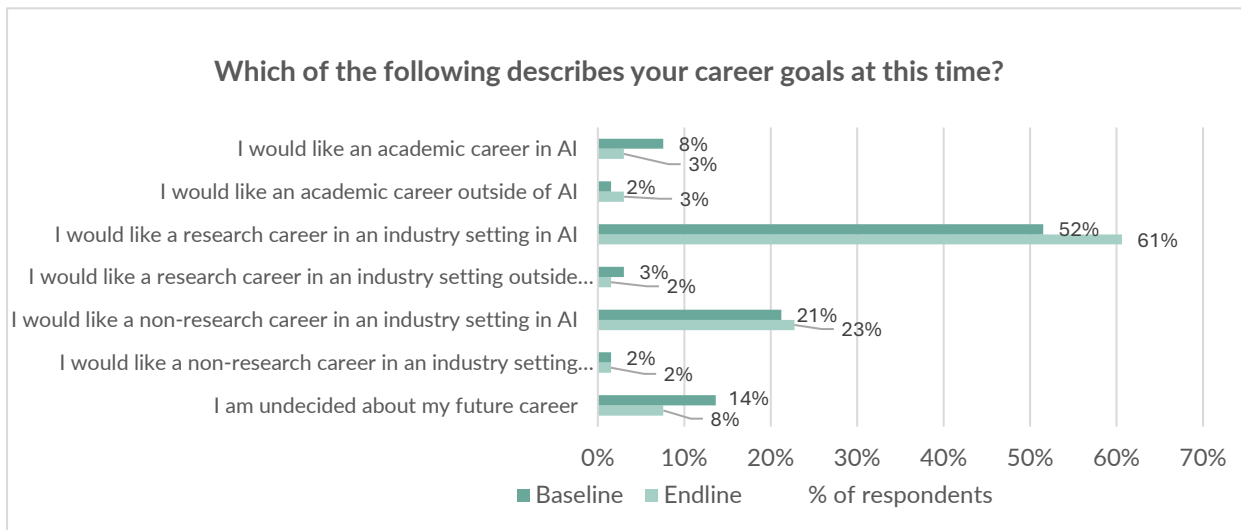 Which of the following describes your career goals at this time?
I would like an academic career in AI
8%
3%
I would like an academic career outside of AI
2%
3%
I would like a research career in an industry setting in AI
52%
61%
I would like a research career in an industry setting outside...
3%
2%
I would like a non-research career in an industry setting in AI
21%
23%
I would like a non-research career in an industry setting...
2%
2%
I am undecided about my future career
14%
8%
0% 10% 20% 30% 40% 50% 60% 70%
Baseline Endline % of respondents